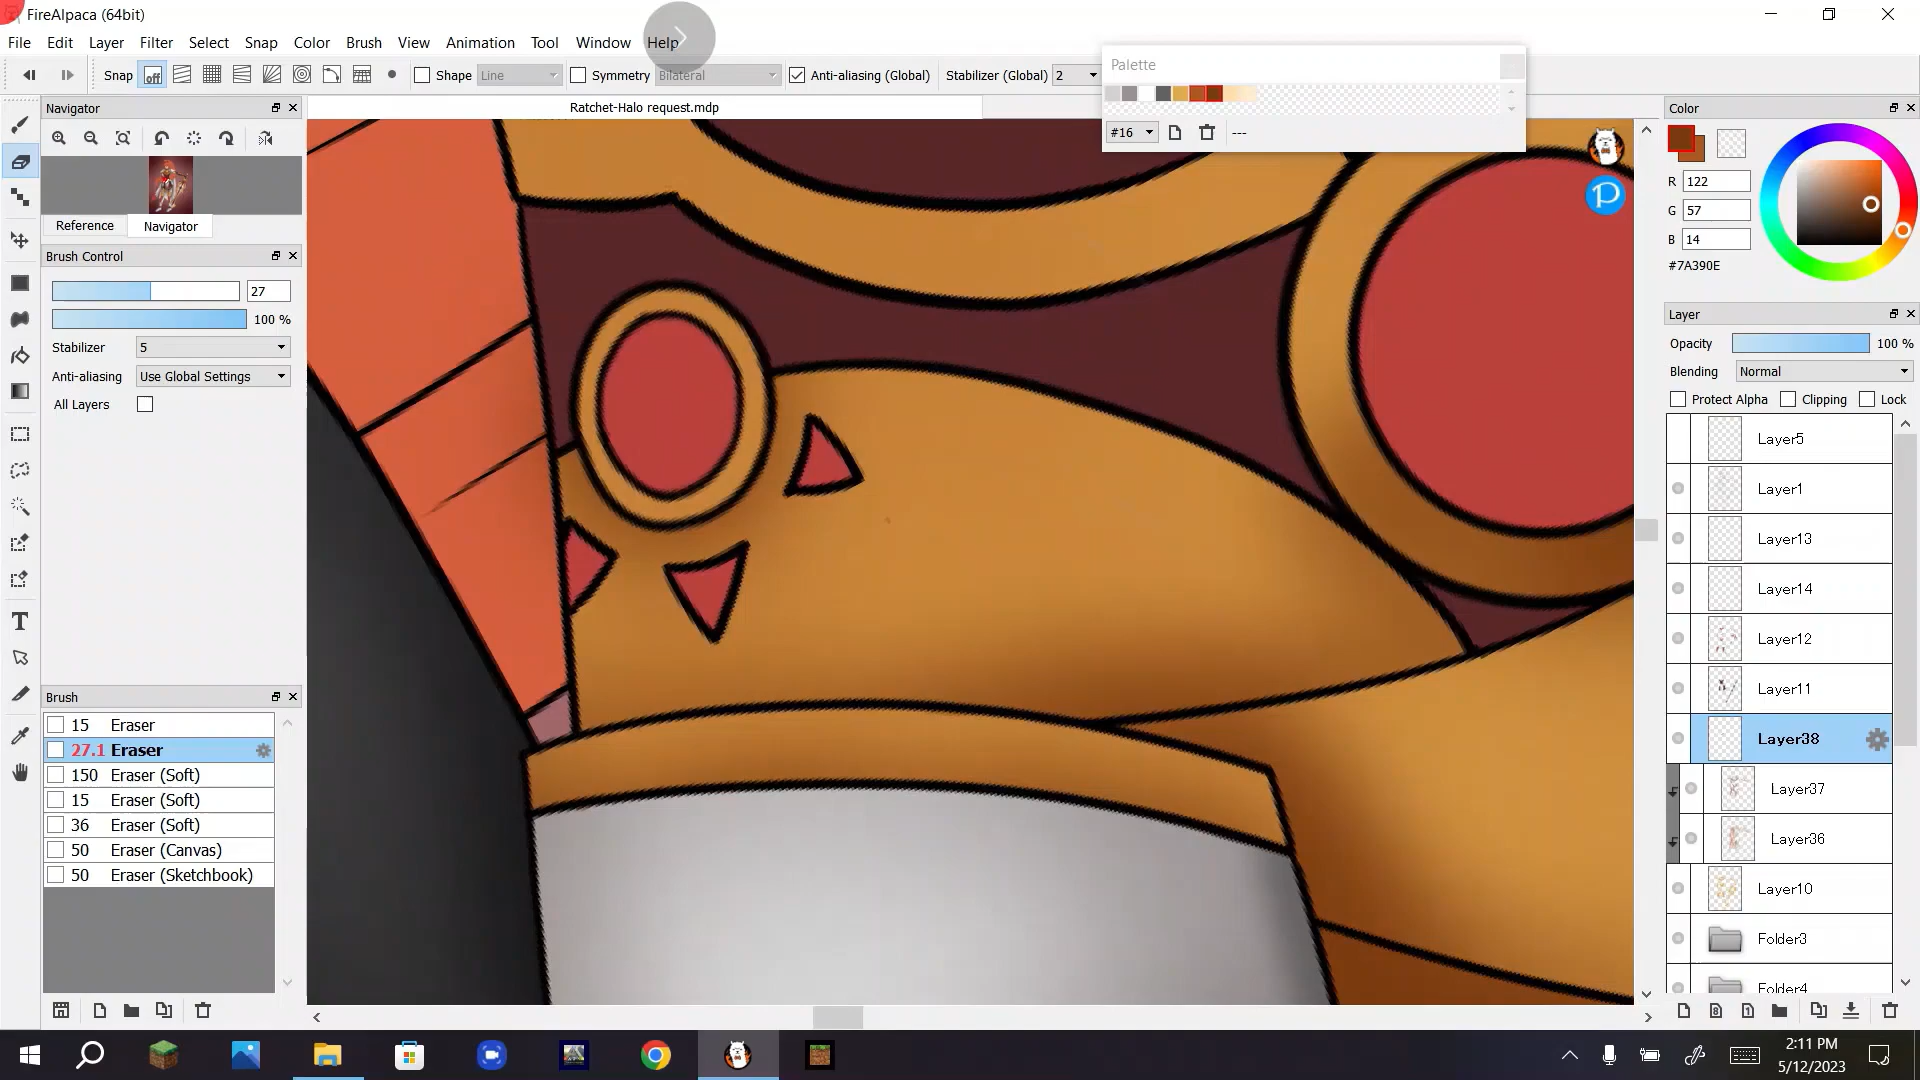 FireAlpaca (64bit)
File Edit Layer Filter Select Snap Color Brush View Animation Tool Window Help
Snap off Shape Line Symmetry Bilateral Anti-aliasing (Global) Stabilizer (Global) 2
Palette
#16 ---
Navigator
Reference Navigator
Brush Control
27
100 %
Stabilizer 5
Anti-aliasing Use Global Settings
All Layers
Brush
15 Eraser
27.1 Eraser
150 Eraser (Soft)
15 Eraser (Soft)
36 Eraser (Soft)
50 Eraser (Canvas)
50 Eraser (Sketchbook)
Ratchet-Halo request.mdp
P
Color
R 122
G 57
B 14
#7A390E
Layer
Opacity 100 %
Blending Normal
Protect Alpha Clipping Lock
Layer5
Layer1
Layer13
Layer14
Layer12
Layer11
Layer38
Layer37
Layer36
Layer10
Folder3
Folder4
8 1
2:11 PM
5/12/2023